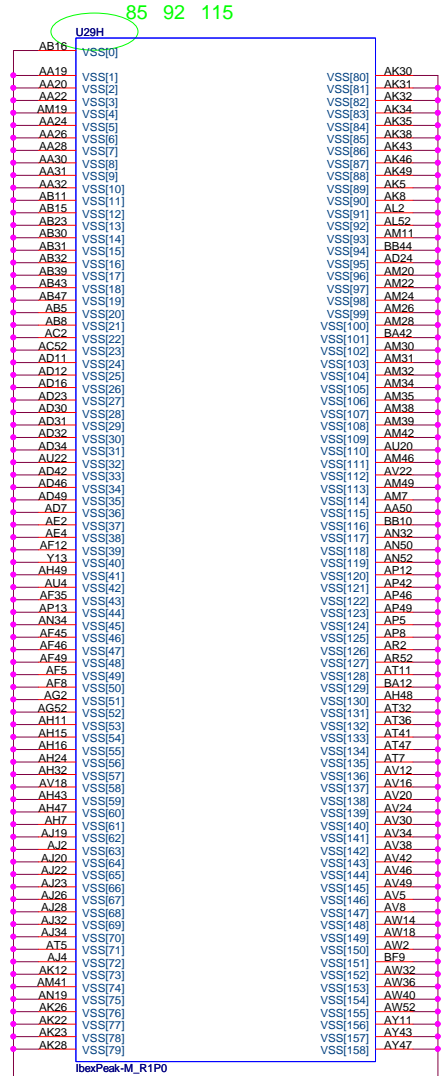 85 92 115
U29H
AB16 VSS[0]
AA19 VSS[1]
AA20 VSS[2]
AA22 VSS[3]
AM19 VSS[4]
AA24 VSS[5]
AA26 VSS[6]
AA28 VSS[7]
AA30 VSS[8]
AA31 VSS[9]
AA32 VSS[10]
AB11 VSS[11]
AB15 VSS[12]
AB23 VSS[13]
AB30 VSS[14]
AB31 VSS[15]
AB32 VSS[16]
AB39 VSS[17]
AB43 VSS[18]
AB47 VSS[19]
AB5 VSS[20]
AB8 VSS[21]
AC2 VSS[22]
AC52 VSS[23]
AD11 VSS[24]
AD12 VSS[25]
AD16 VSS[26]
AD23 VSS[27]
AD30 VSS[28]
AD31 VSS[29]
AD32 VSS[30]
AD34 VSS[31]
AU22 VSS[32]
AD42 VSS[33]
AD46 VSS[34]
AD49 VSS[35]
AD7 VSS[36]
AE2 VSS[37]
AE4 VSS[38]
AF12 VSS[39]
Y13 VSS[40]
AH49 VSS[41]
AU4 VSS[42]
AF35 VSS[43]
AP13 VSS[44]
AN34 VSS[45]
AF45 VSS[46]
AF46 VSS[47]
AF49 VSS[48]
AF5 VSS[49]
AF8 VSS[50]
AG2 VSS[51]
AG52 VSS[52]
AH11 VSS[53]
AH15 VSS[54]
AH16 VSS[55]
AH24 VSS[56]
AH32 VSS[57]
AV18 VSS[58]
AH43 VSS[59]
AH47 VSS[60]
AH7 VSS[61]
AJ19 VSS[62]
AJ2 VSS[63]
AJ20 VSS[64]
AJ22 VSS[65]
AJ23 VSS[66]
AJ26 VSS[67]
AJ28 VSS[68]
AJ32 VSS[69]
AJ34 VSS[70]
AT5 VSS[71]
AJ4 VSS[72]
AK12 VSS[73]
AM41 VSS[74]
AN19 VSS[75]
AK26 VSS[76]
AK22 VSS[77]
AK23 VSS[78]
AK28 VSS[79]
VSS[80] AK30
VSS[81] AK31
VSS[82] AK32
VSS[83] AK34
VSS[84] AK35
VSS[85] AK38
VSS[86] AK43
VSS[87] AK46
VSS[88] AK49
VSS[89] AK5
VSS[90] AK8
VSS[91] AL2
VSS[92] AL52
VSS[93] AM11
VSS[94] BB44
VSS[95] AD24
VSS[96] AM20
VSS[97] AM22
VSS[98] AM24
VSS[99] AM26
VSS[100] AM28
VSS[101] BA42
VSS[102] AM30
VSS[103] AM31
VSS[104] AM32
VSS[105] AM34
VSS[106] AM35
VSS[107] AM38
VSS[108] AM39
VSS[109] AM42
VSS[110] AU20
VSS[111] AM46
VSS[112] AV22
VSS[113] AM49
VSS[114] AM7
VSS[115] AA50
VSS[116] BB10
VSS[117] AN32
VSS[118] AN50
VSS[119] AN52
VSS[120] AP12
VSS[121] AP42
VSS[122] AP46
VSS[123] AP49
VSS[124] AP5
VSS[125] AP8
VSS[126] AR2
VSS[127] AR52
VSS[128] AT11
VSS[129] BA12
VSS[130] AH48
VSS[131] AT32
VSS[132] AT36
VSS[133] AT41
VSS[134] AT47
VSS[135] AT7
VSS[136] AV12
VSS[137] AV16
VSS[138] AV20
VSS[139] AV24
VSS[140] AV30
VSS[141] AV34
VSS[142] AV38
VSS[143] AV42
VSS[144] AV46
VSS[145] AV49
VSS[146] AV5
VSS[147] AV8
VSS[148] AW14
VSS[149] AW18
VSS[150] AW2
VSS[151] BF9
VSS[152] AW32
VSS[153] AW36
VSS[154] AW40
VSS[155] AW52
VSS[156] AY11
VSS[157] AY43
VSS[158] AY47
IbexPeak-M_R1P0